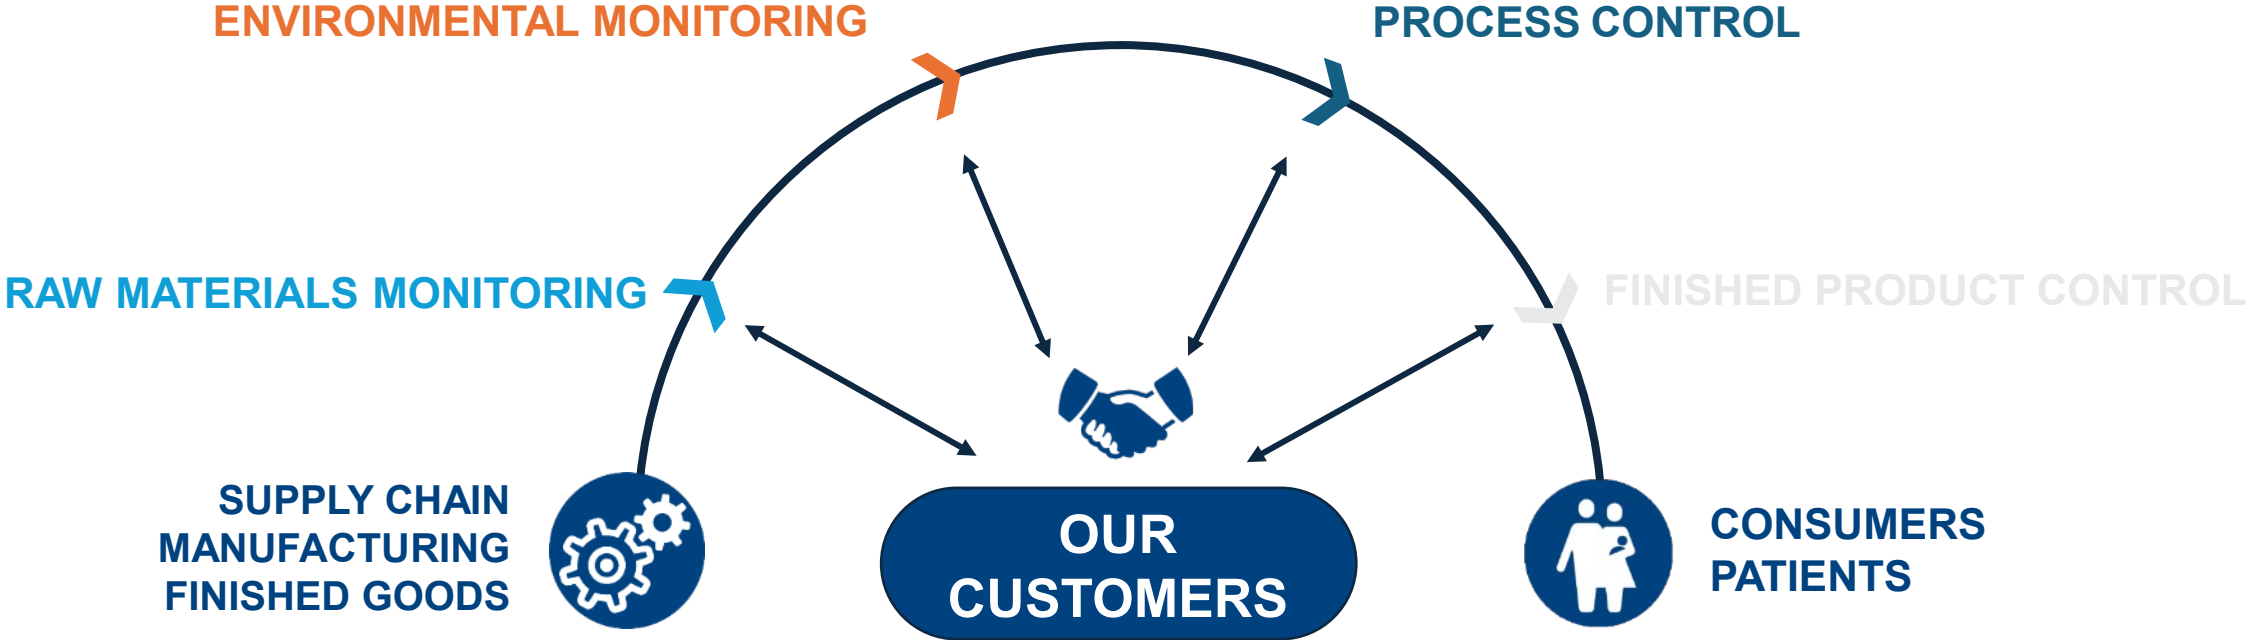 ENVIRONMENTAL MONITORING
PROCESS CONTROL
RAW MATERIALS MONITORING
FINISHED PRODUCT CONTROL
SUPPLY CHAIN
MANUFACTURING
FINISHED GOODS
OUR
CUSTOMERS
CONSUMERS
PATIENTS